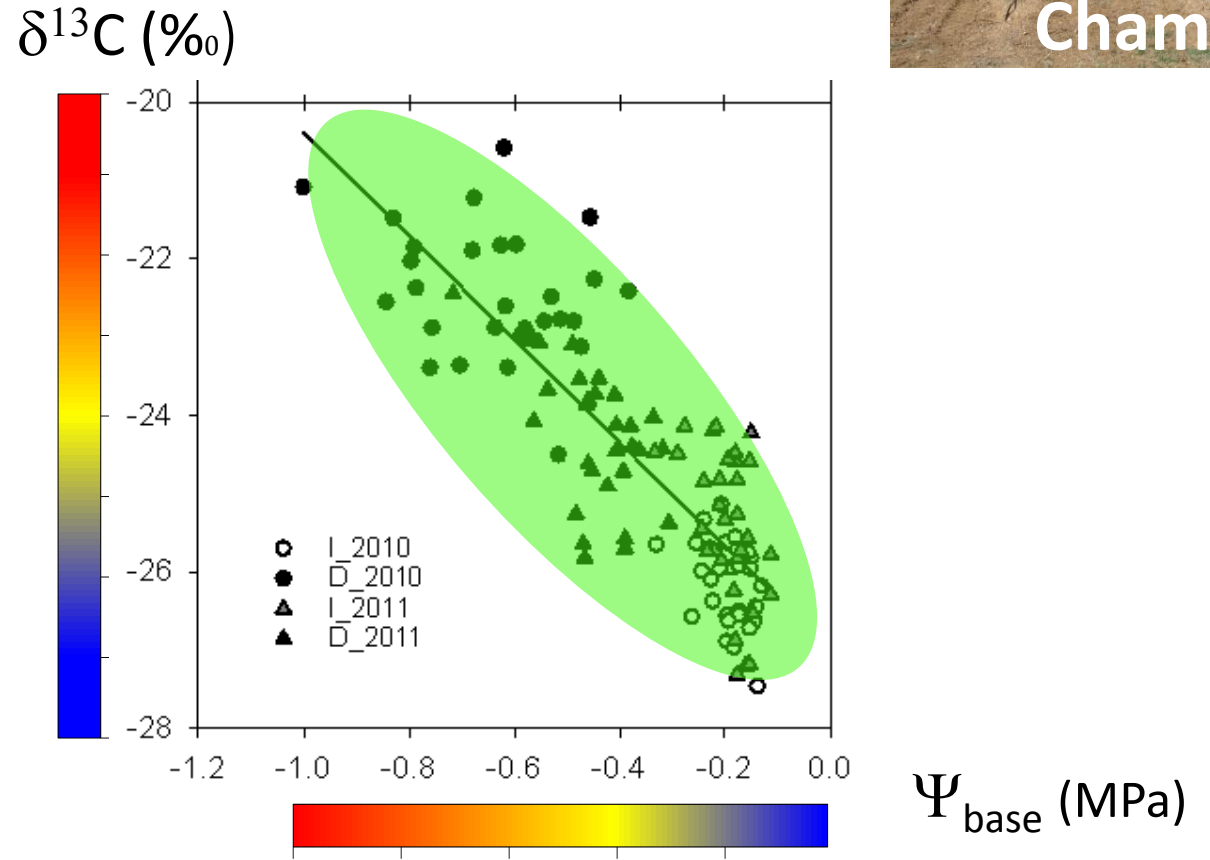 δ¹³C (‰)
Cham
-20
-22
-24
-26
-28
I_2010
D_2010
I_2011
D_2011
-1.2 -1.0 -0.8 -0.6 -0.4 -0.2 0.0
Ψbase (MPa)